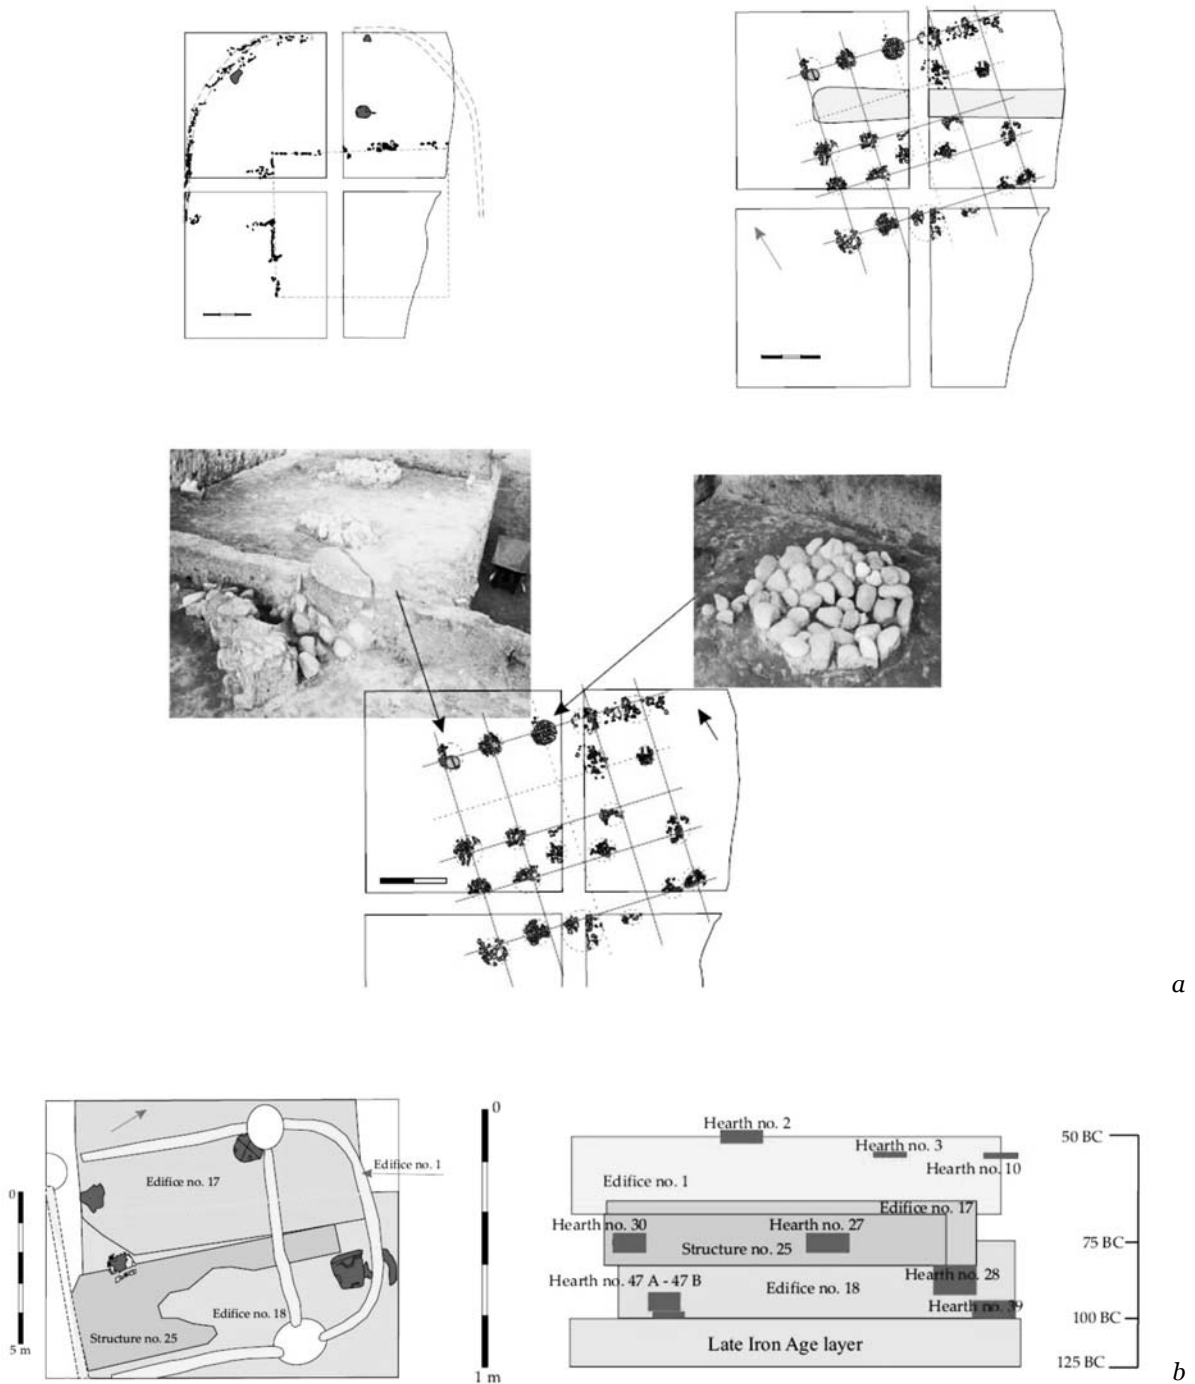 a
Edifice no. 1
Edifice no. 17
Edifice no. 18
Structure no. 25
0
5 m
0
1 m
Hearth no. 2
Hearth no. 3
Hearth no. 10
Edifice no. 1
Edifice no. 17
Hearth no. 30
Hearth no. 27
Structure no. 25
Hearth no. 47 A - 47 B
Edifice no. 18
Hearth no. 28
Hearth no. 39
Late Iron Age layer
50 BC
75 BC
100 BC
125 BC
b